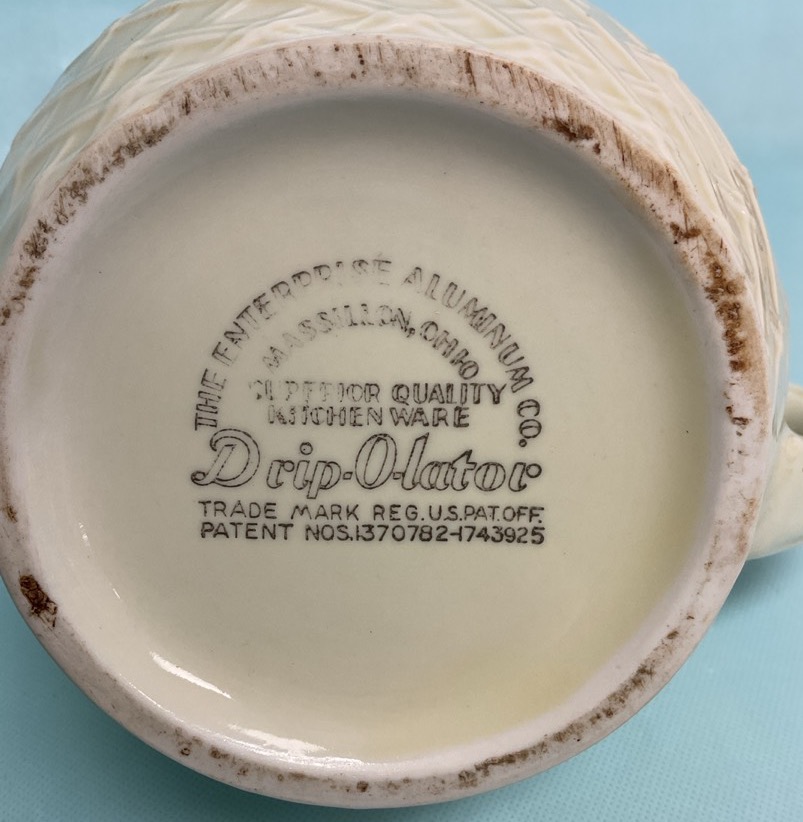 THE ENTERPRISE ALUMINUM CO.
MASSILLON, OHIO
SUPERIOR QUALITY
KITCHEN WARE
Drip-O-lator
TRADE MARK REG. U.S. PAT. OFF.
PATENT NOS. 1370782-1743925